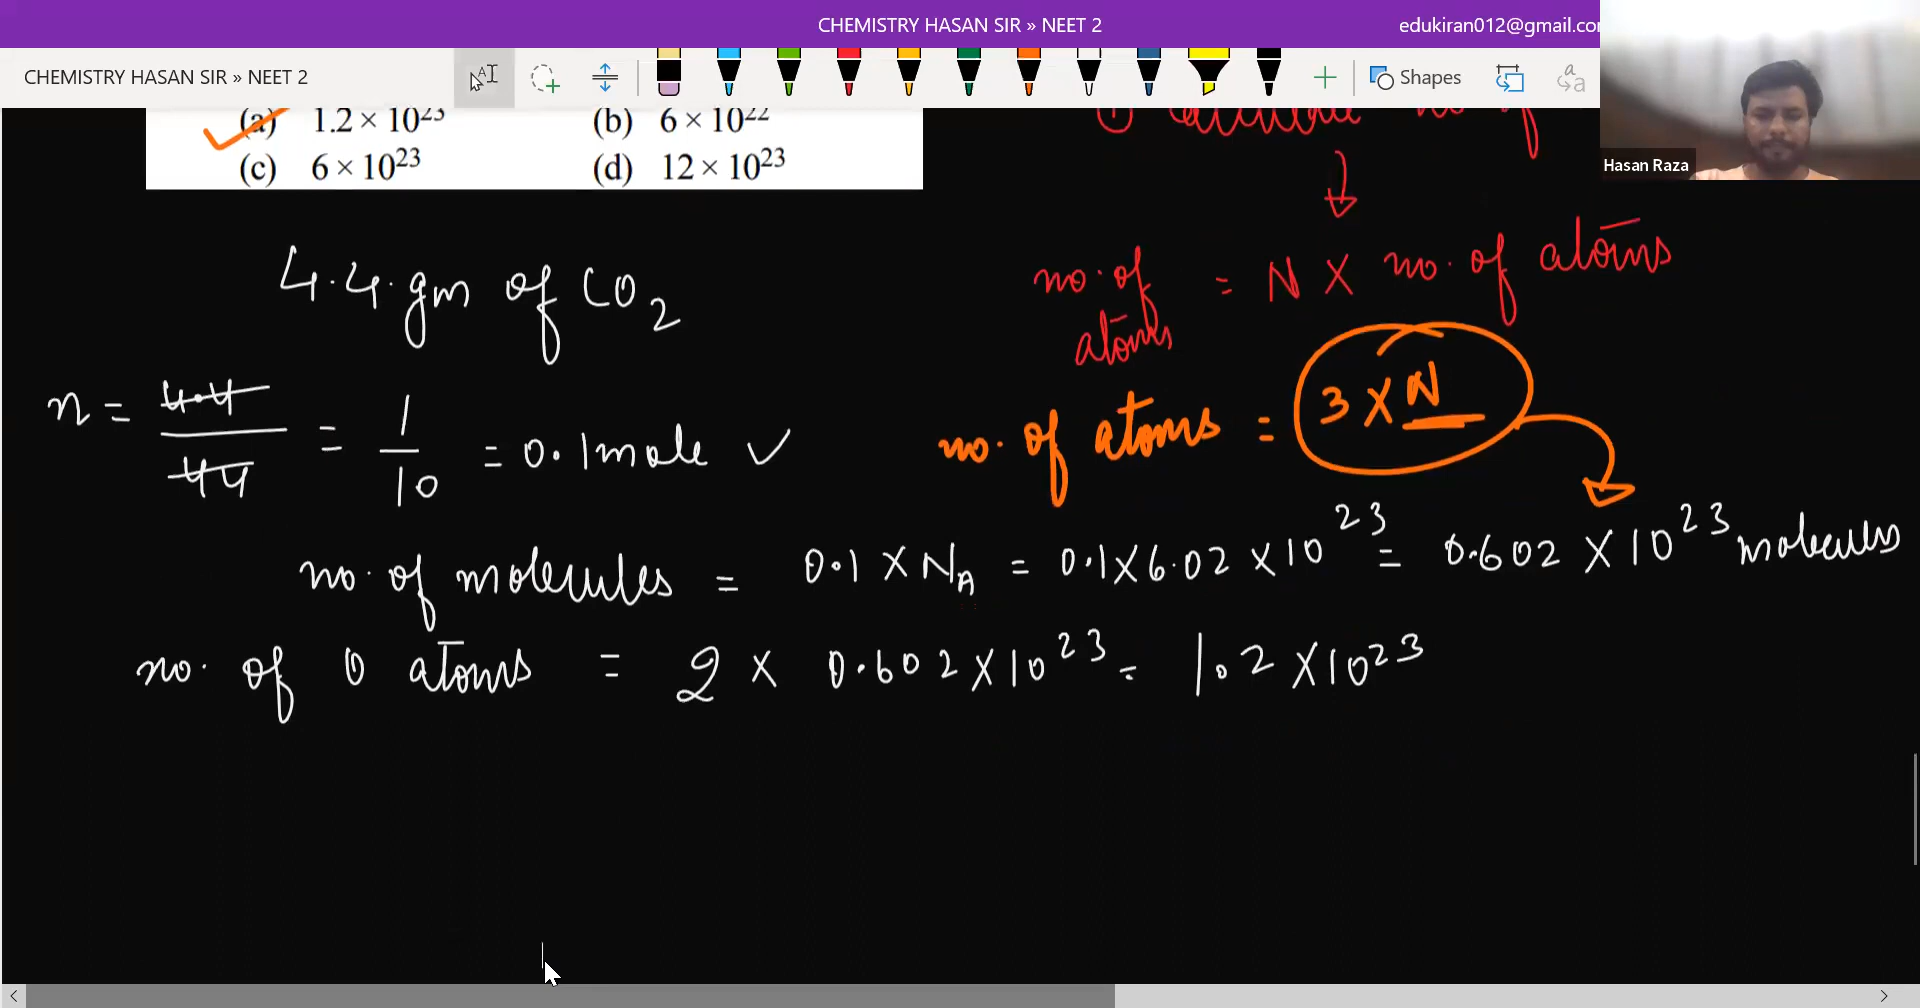 CHEMISTRY HASAN SIR » NEET 2
edukiran012@gmail.co
CHEMISTRY HASAN SIR » NEET 2
Shapes
Hasan Raza
(a) 1.2 × 10²³ (b) 6 × 10²²
(c) 6 × 10²³ (d) 12 × 10²³
① no of
no. of atoms = N × no. of atoms
4.4 gm of CO₂
no. of atoms = 3 × N
n = 4.4/44 = 1/10 = 0.1 mole ✓
no. of molecules = 0.1 × N_A = 0.1 × 6.02 × 10²³ = 0.602 × 10²³ molecules
no. of O atoms = 2 × 0.602 × 10²³ = 1.2 × 10²³